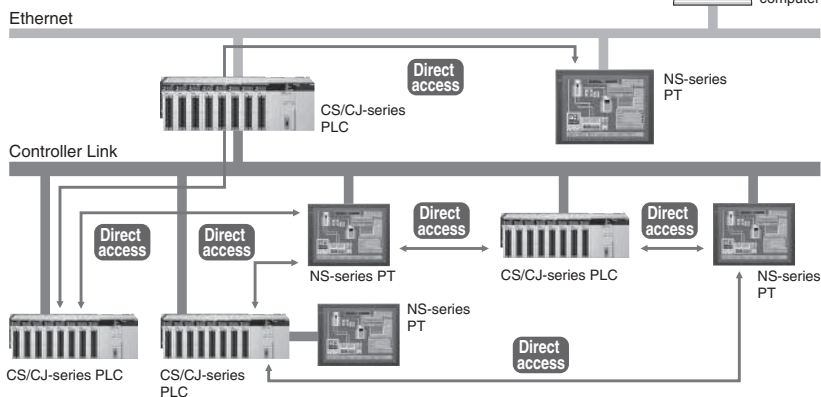 computer
Ethernet
Direct
access
NS-series
PT
CS/CJ-series
PLC
Controller Link
Direct
access
Direct
access
Direct
access
Direct
access
NS-series PT
CS/CJ-series PLC
NS-series
PT
NS-series
PT
Direct
access
CS/CJ-series PLC
CS/CJ-series
PLC